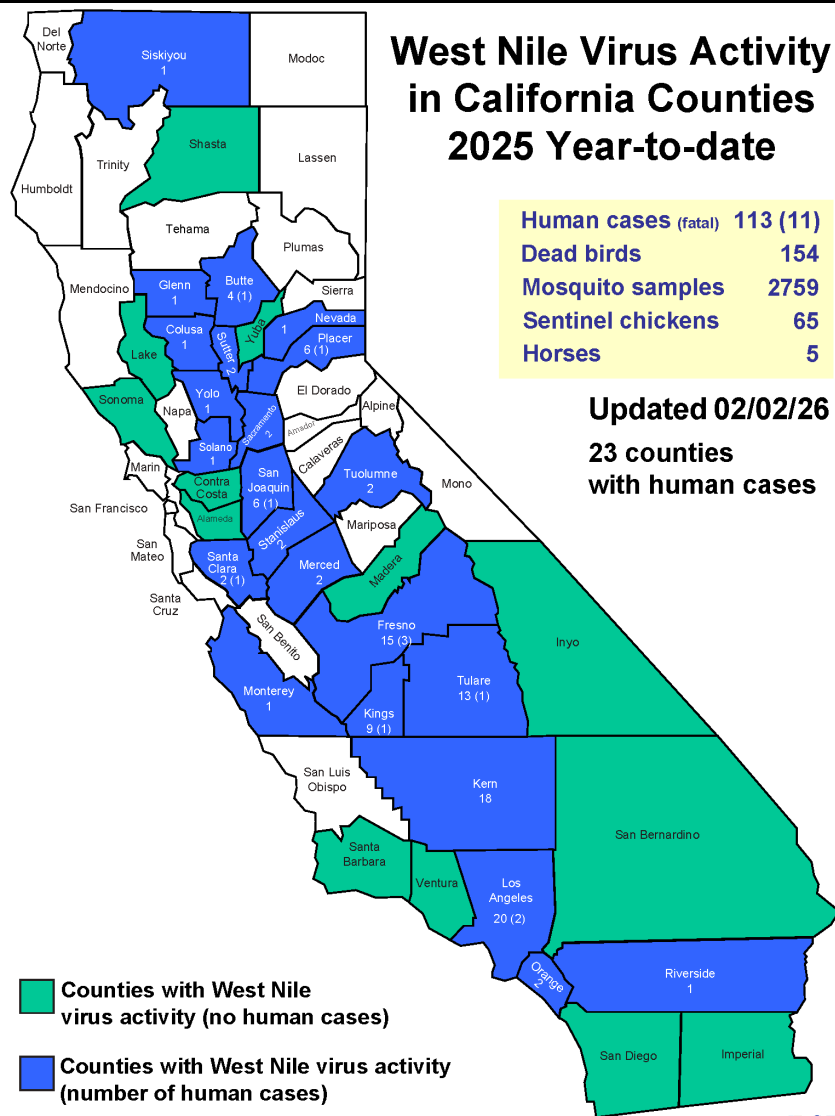 West Nile Virus Activity
in California Counties
2025 Year-to-date
Human cases (fatal) 113 (11)
Dead birds 154
Mosquito samples 2759
Sentinel chickens 65
Horses 5
Updated 02/02/26
23 counties
with human cases
Del
Norte
Siskiyou
1
Modoc
Shasta
Trinity
Lassen
Humboldt
Tehama
Plumas
Mendocino
Glenn
1
Butte
4 (1)
Sierra
Colusa
1
Sutter 2
Yuba
Nevada
1
Placer
6 (1)
Lake
El Dorado
Sonoma
Napa
Yolo
1
Sacramento
2
Amador
Alpine
Solano
1
Calaveras
Marin
Contra
Costa
San
Joaquin
6 (1)
Tuolumne
2
Mono
San Francisco
Alameda
Stanislaus
2
Mariposa
San
Mateo
Santa
Clara
2 (1)
Merced
2
Madera
Santa
Cruz
San Benito
Fresno
15 (3)
Inyo
Monterey
1
Kings
9 (1)
Tulare
13 (1)
San Luis
Obispo
Kern
18
San Bernardino
Santa
Barbara
Ventura
Los
Angeles
20 (2)
Orange
2
Riverside
1
San Diego
Imperial
Counties with West Nile
virus activity (no human cases)
Counties with West Nile virus activity
(number of human cases)